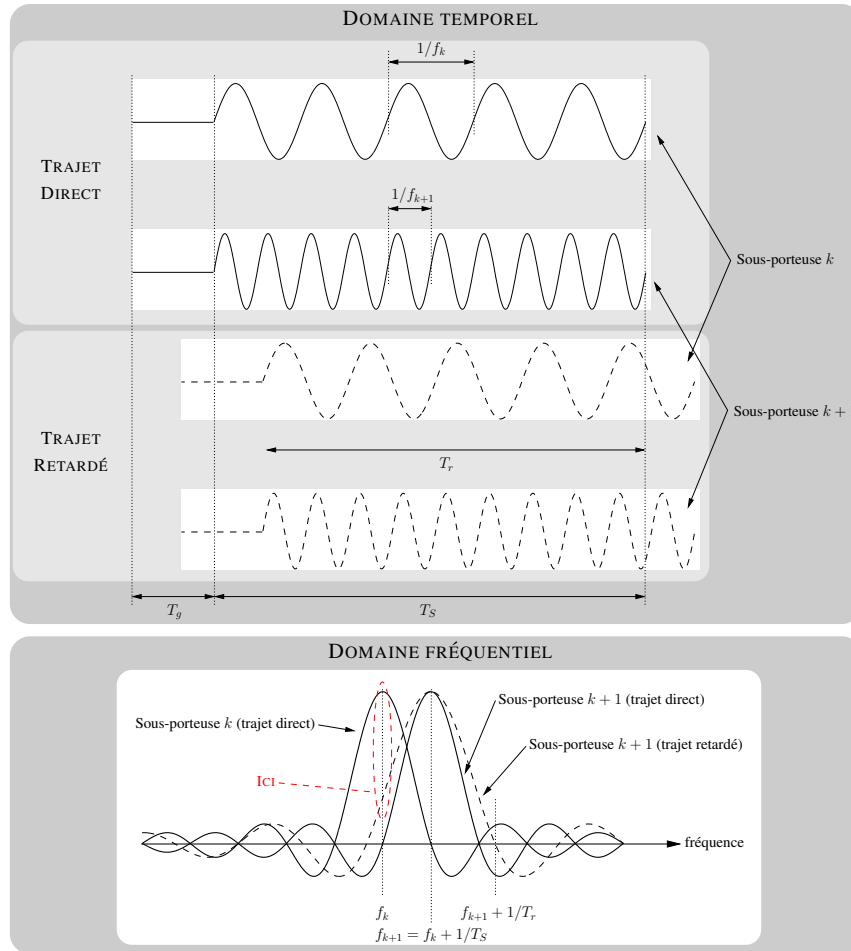 DOMAINE TEMPOREL
1/f_k
TRAJET
DIRECT
1/f_{k+1}
Sous-porteuse k
TRAJET
RETARDÉ
T_r
Sous-porteuse k +
T_g
T_S
DOMAINE FRÉQUENTIEL
Sous-porteuse k (trajet direct)
Sous-porteuse k + 1 (trajet direct)
Sous-porteuse k + 1 (trajet retardé)
ICI
fréquence
f_k
f_{k+1} + 1/T_r
f_{k+1} = f_k + 1/T_S